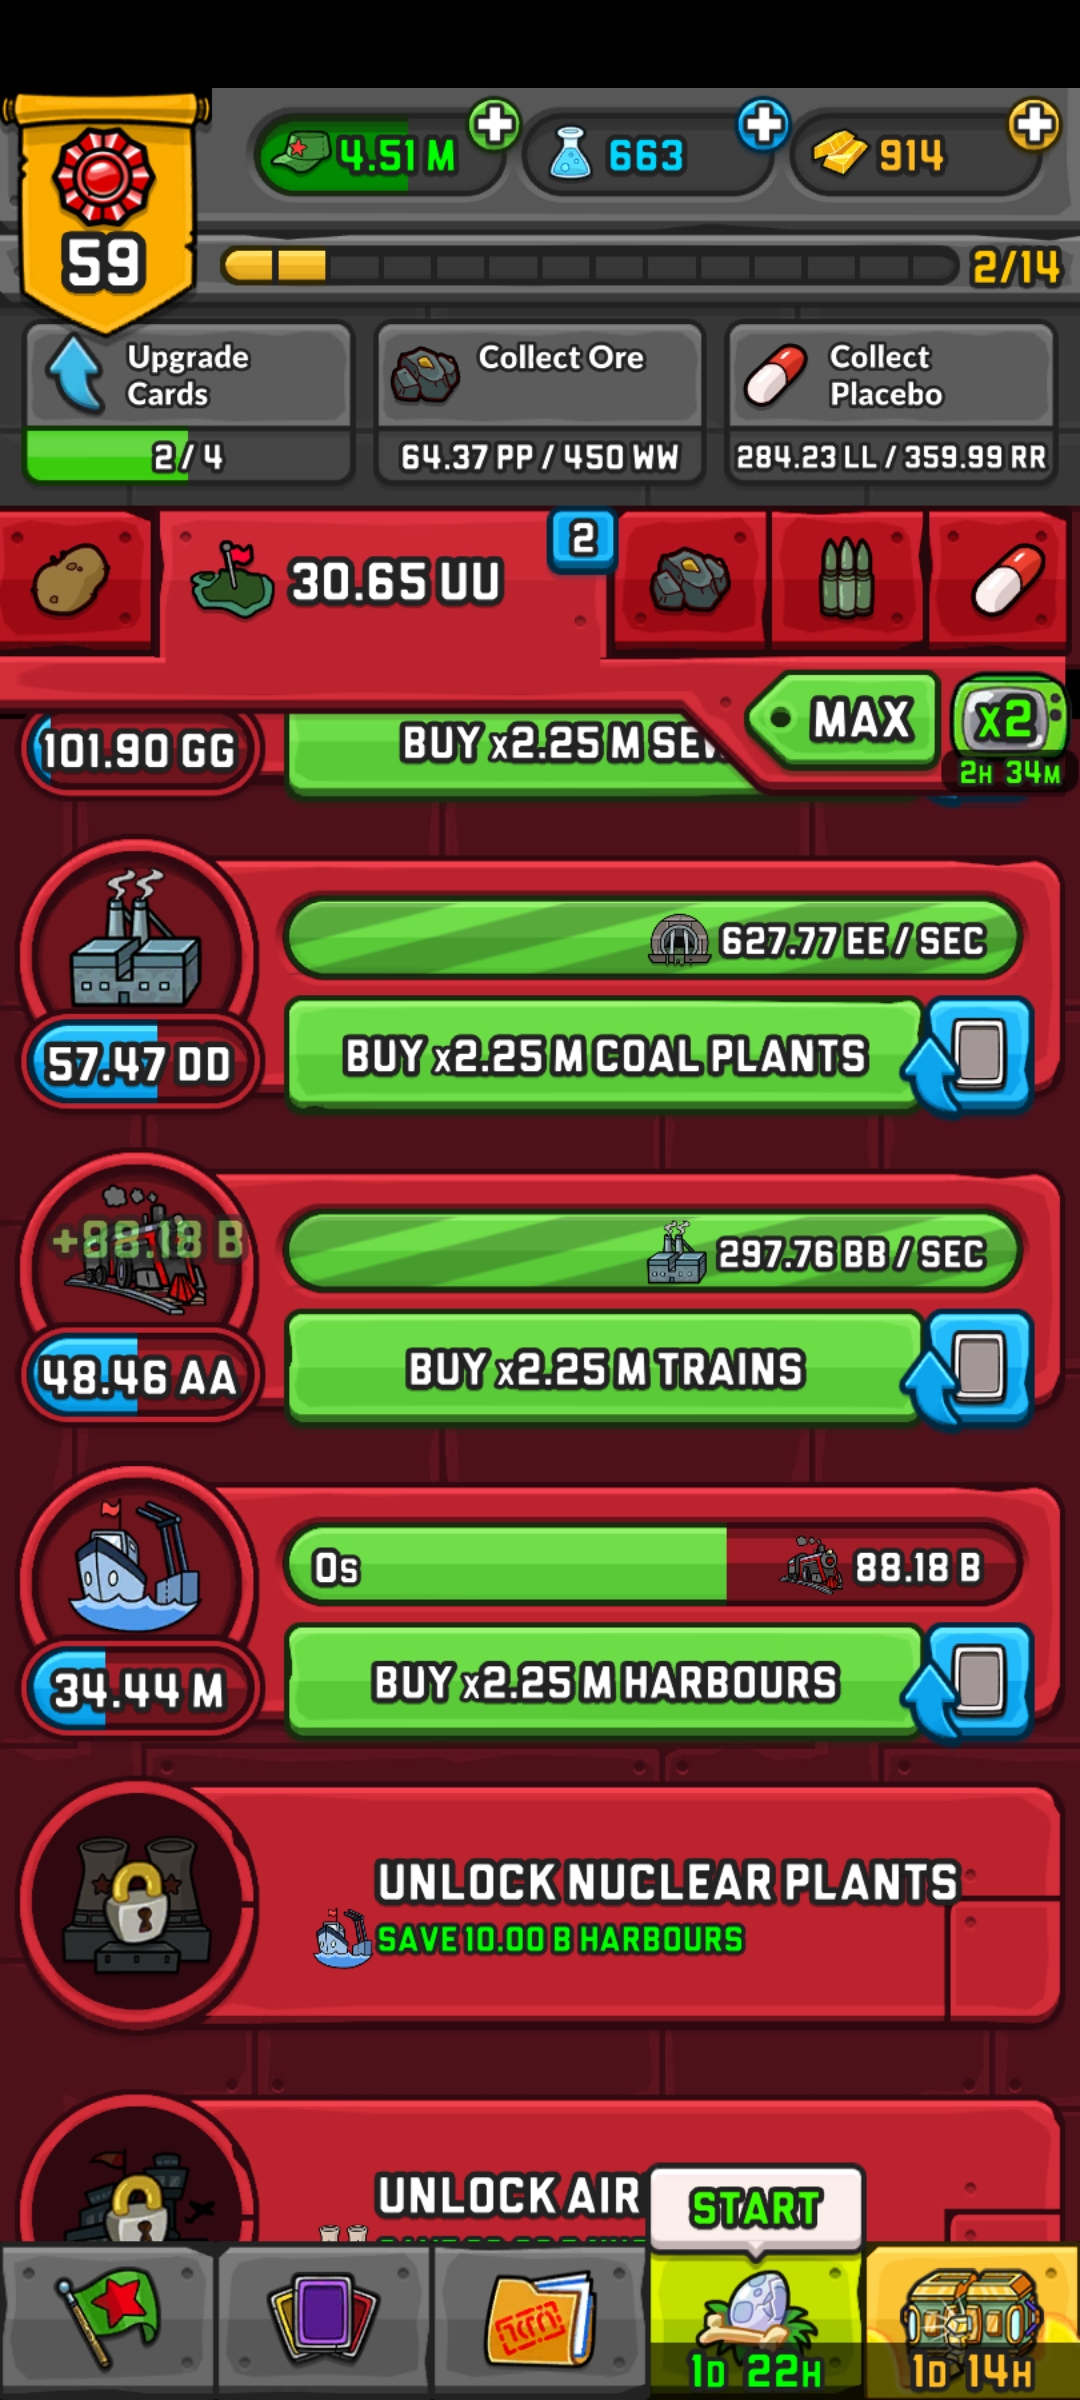 4.51 M
663
914
59
2/14
Upgrade
Cards
2/4
Collect Ore
64.37 PP / 450 WW
Collect
Placebo
284.23 LL / 359.99 RR
30.65 UU
2
MAX
x2
2H 34M
101.90 GG
BUY x2.25 M
627.77 EE / SEC
57.47 DD
BUY x2.25 M COAL PLANTS
+88.18 B
297.76 BB / SEC
48.46 AA
BUY x2.25 M TRAINS
0s
88.18 B
34.44 M
BUY x2.25 M HARBOURS
UNLOCK NUCLEAR PLANTS
SAVE 10.00 B HARBOURS
UNLOCK AIR
START
1D 22H
1D 14H